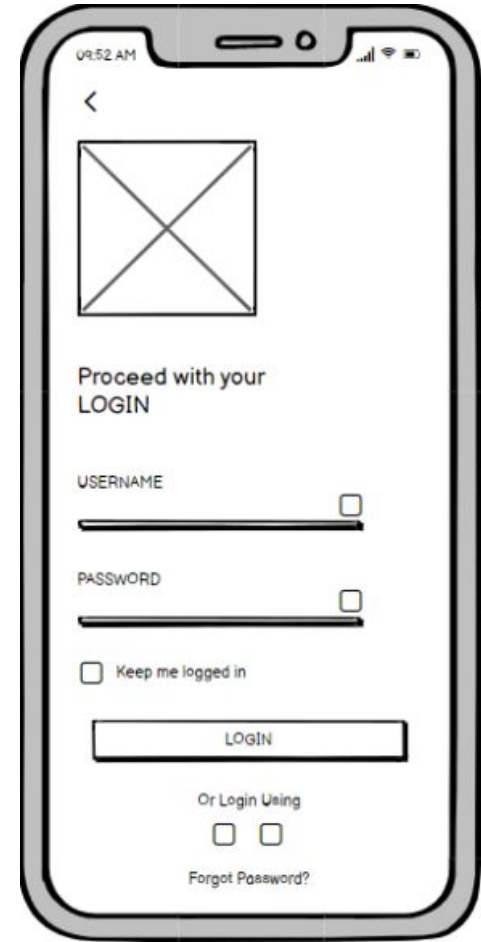 09:52 AM
Proceed with your
LOGIN
USERNAME
PASSWORD
Keep me logged in
LOGIN
Or Login Using
Forgot Password?